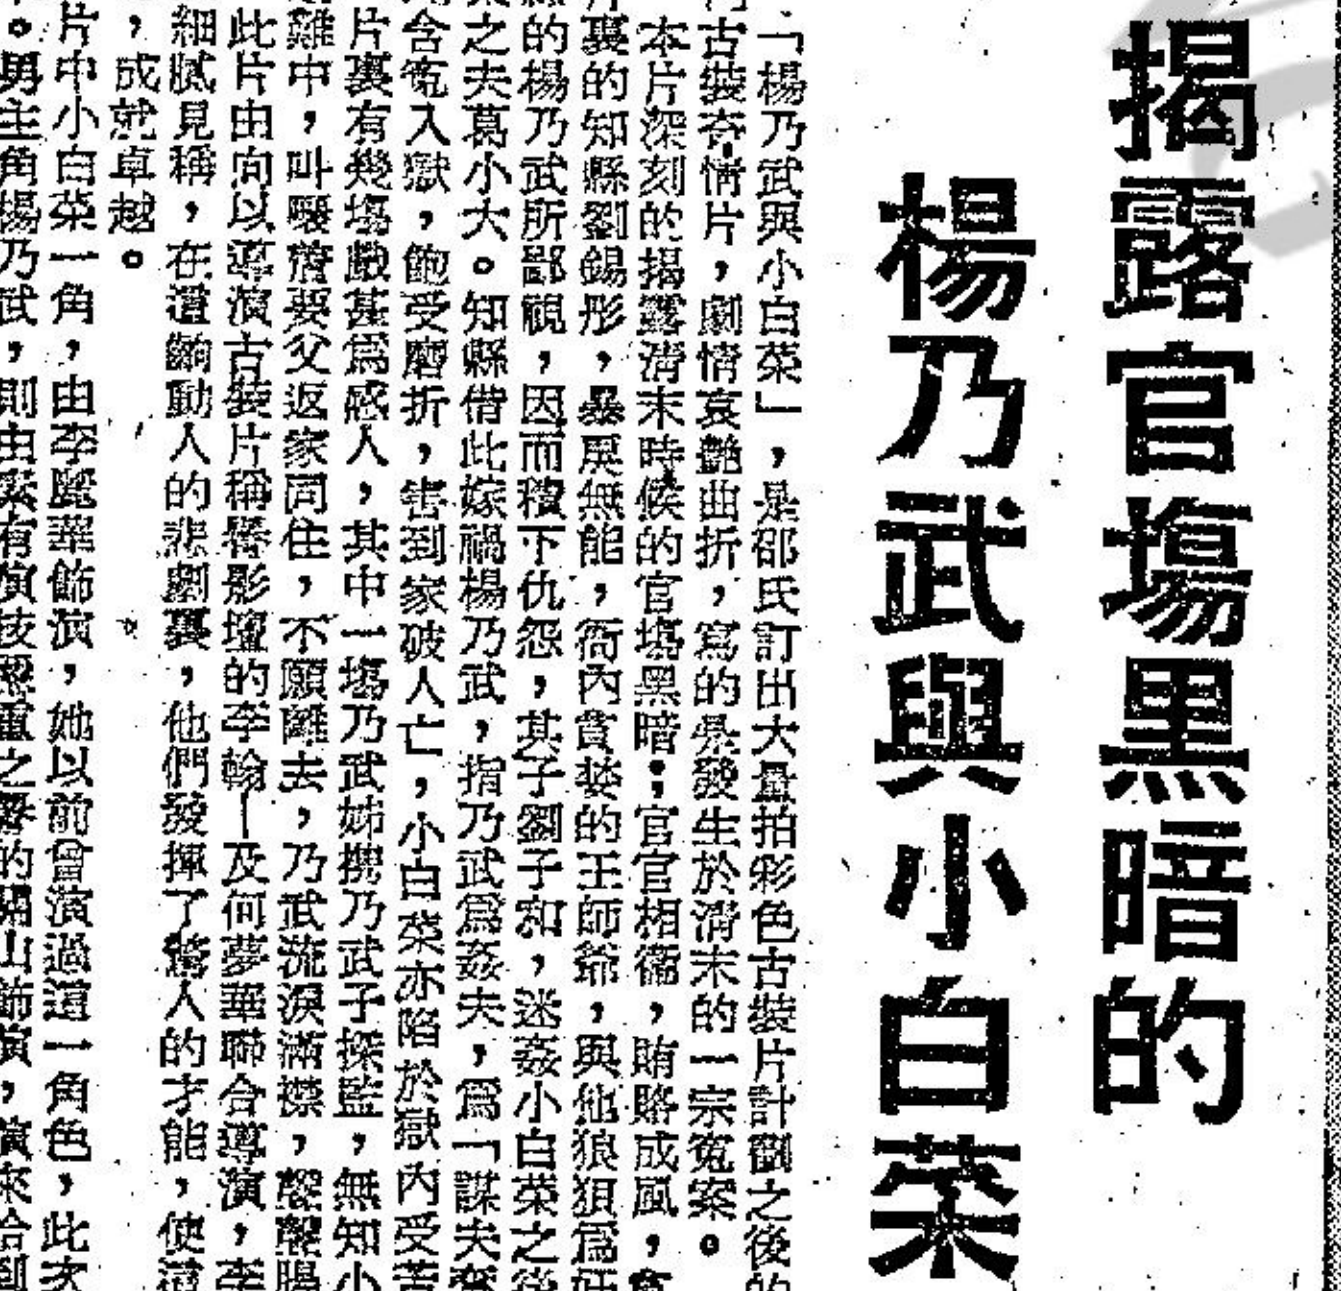 揭露官塲黑暗的
楊乃武與小白菜
「楊乃武與小白菜」，是邵氏訂出大量拍彩色古裝片計劃之後的
古裝奇情片，劇情哀艷曲折，寫的是發生於清末的一宗寃案。
本片深刻的揭露清末時候的官塲黑暗；官官相衞，賄賂成風，
裏的知縣劉錫彤，暴戾無能，衙內貪婪的王師爺，與他狼狽爲奸
的楊乃武所鄙視，因而積下仇怨，其子劉子和，迷姦小白菜之後
之夫葛小大。知縣借此嫁禍楊乃武，指乃武爲姦夫，爲「謀夫奪
含寃入獄，飽受磨折，害到家破人亡，小白菜亦陷於獄內受苦
片裏有幾塲戲甚爲感人，其中一塲乃武姊携乃武子探監，無知小
難中，叫嚷着要父返家同住，不願離去，乃武流淚滿襟，
此片由向以導演古裝片稱譽影壇的李翰｜及何夢華聯合導演，李
細膩見稱，在這齣動人的悲劇裏，他們發揮了驚人的才能，使這
，成就卓越。
片中小白菜一角，由李麗華飾演，她以前曾演過這一角色，此次
。男主角楊乃武，則由素有演技 之譽的關山飾演，演來恰到